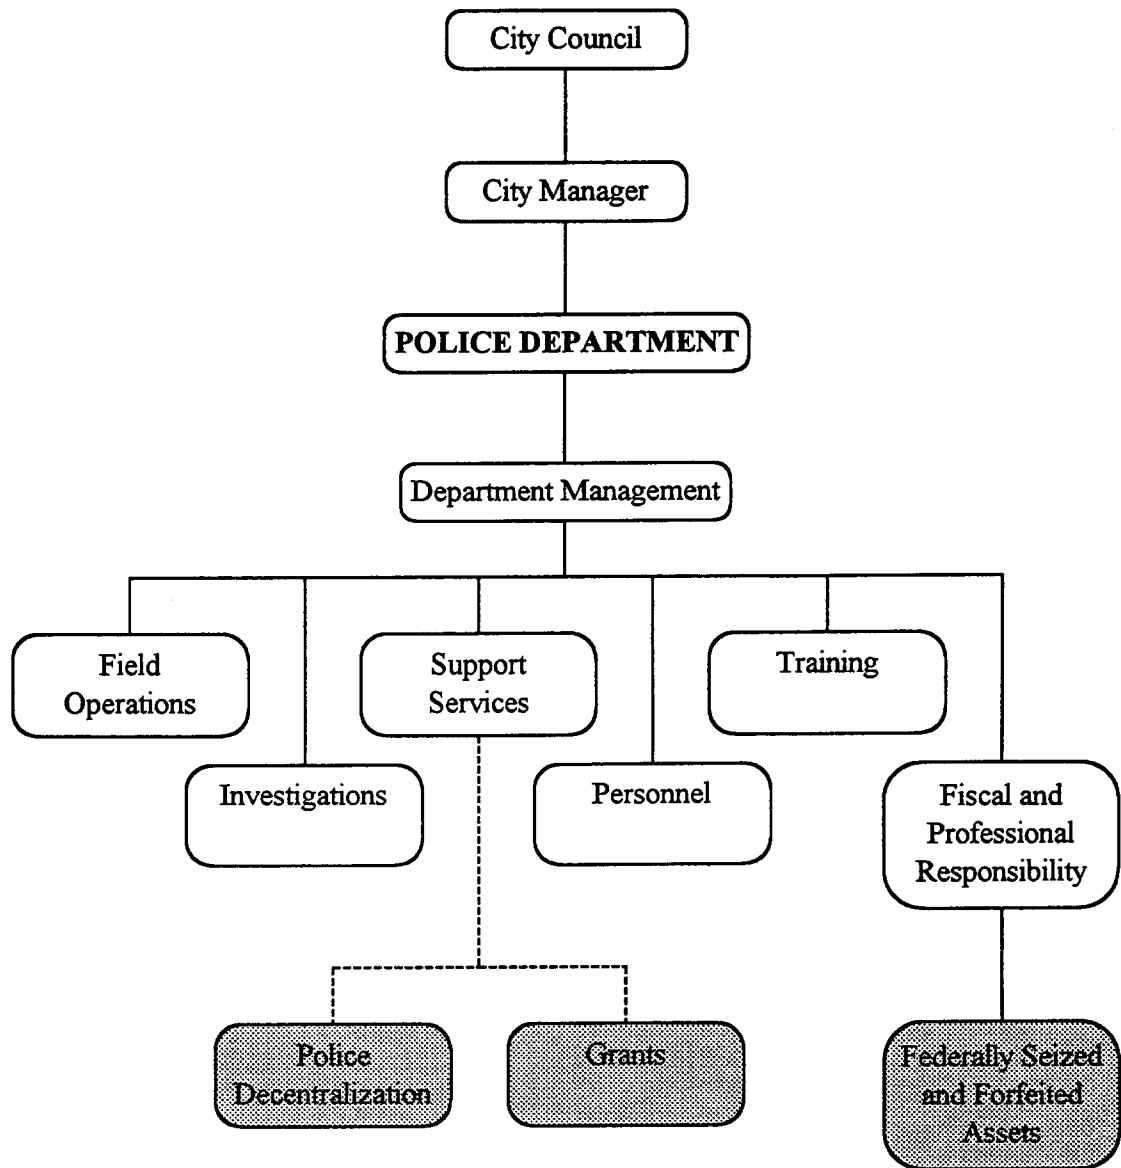 City Council
City Manager
POLICE DEPARTMENT
Department Management
Field
Operations
Support
Services
Training
Investigations
Personnel
Fiscal and
Professional
Responsibility
Police
Decentralization
Grants
Federally Seized
and Forfeited
Assets